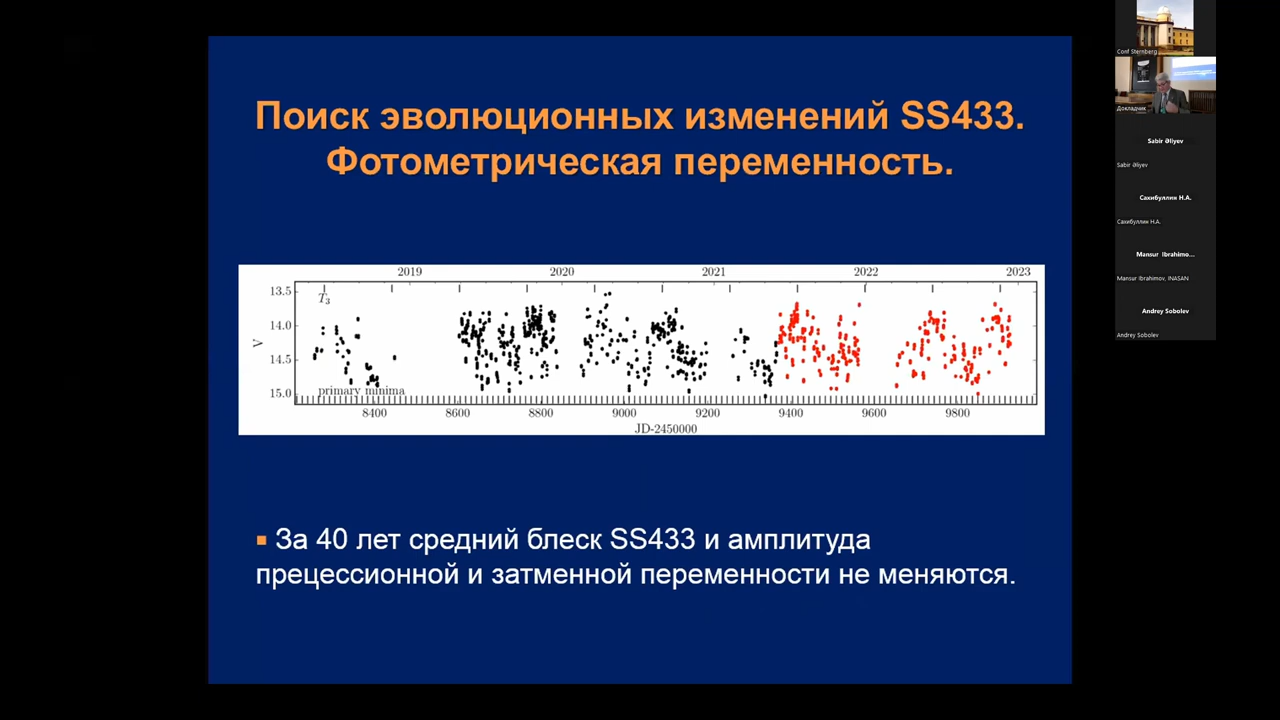 Поиск эволюционных изменений SS433.
Фотометрическая переменность.
2019 2020 2021 2022 2023
T3
13.5
14.0
V
14.5
15.0
primary minima
8400 8600 8800 9000 9200 9400 9600 9800
JD-2450000
За 40 лет средний блеск SS433 и амплитуда
прецессионной и затменной переменности не меняются.
Conf Sternberg
Докладчик
Sabir Əliyev
Sabir Əliyev
Сахибуллин Н.А.
Сахибуллин Н.А.
Mansur Ibrahimo...
Mansur Ibrahimov, INASAN
Andrey Sobolev
Andrey Sobolev